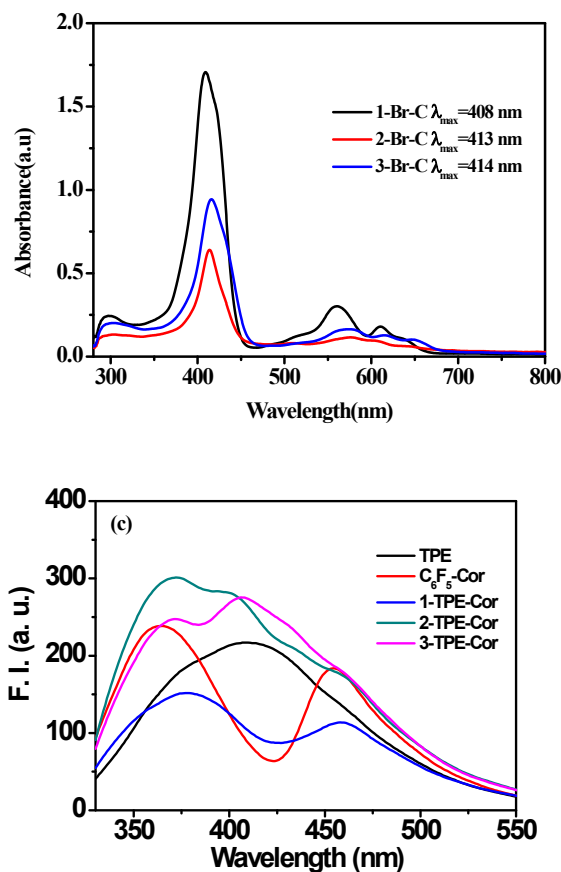 2.0
1.5
1.0
0.5
0.0
Absorbance(a.u)
1-Br-C λmax=408 nm
2-Br-C λmax=413 nm
3-Br-C λmax=414 nm
300 400 500 600 700 800
Wavelength(nm)
(c)
400
300
200
100
0
F. I. (a. u.)
TPE
C6F5-Cor
1-TPE-Cor
2-TPE-Cor
3-TPE-Cor
350 400 450 500 550
Wavelength (nm)